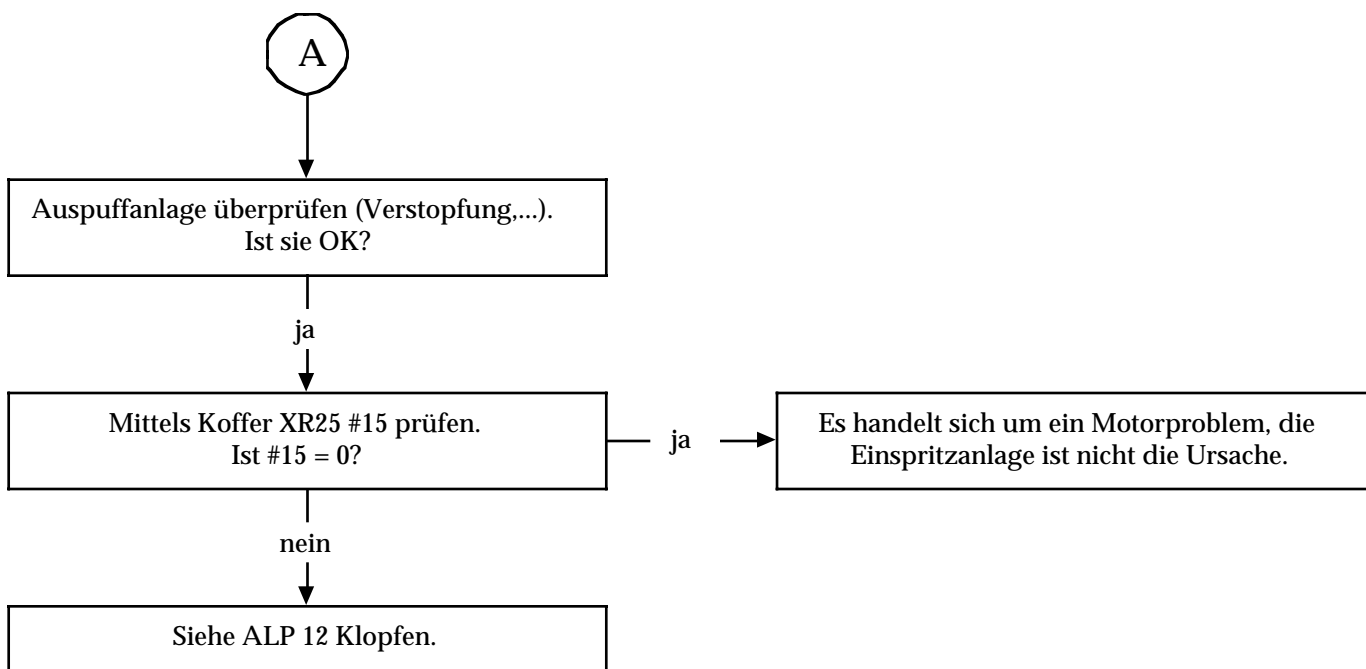 A
Auspuffanlage überprüfen (Verstopfung,...).
Ist sie OK?
ja
Mittels Koffer XR25 #15 prüfen.
Ist #15 = 0?
ja
Es handelt sich um ein Motorproblem, die
Einspritzanlage ist nicht die Ursache.
nein
Siehe ALP 12 Klopfen.